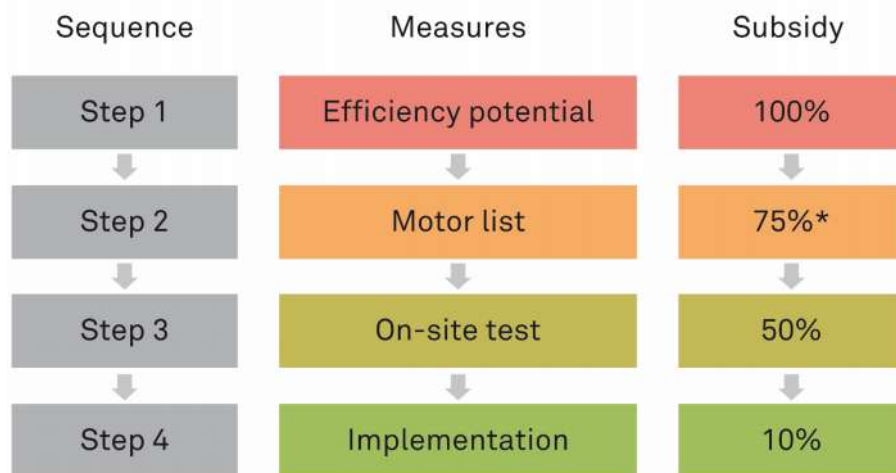 Sequence Measures Subsidy
Step 1 Efficiency potential 100%
Step 2 Motor list 75%*
Step 3 On-site test 50%
Step 4 Implementation 10%